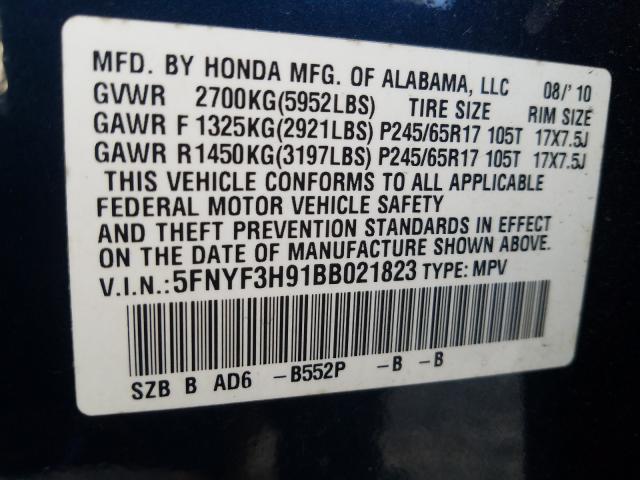 MFD. BY HONDA MFG. OF ALABAMA, LLC 08/'10
GVWR 2700KG(5952LBS) TIRE SIZE RIM SIZE
GAWR F 1325KG(2921LBS) P245/65R17 105T 17X7.5J
GAWR R1450KG(3197LBS) P245/65R17 105T 17X7.5J
THIS VEHICLE CONFORMS TO ALL APPLICABLE
FEDERAL MOTOR VEHICLE SAFETY
AND THEFT PREVENTION STANDARDS IN EFFECT
ON THE DATE OF MANUFACTURE SHOWN ABOVE.
V.I.N.:5FNYF3H91BB021823 TYPE: MPV
SZB B AD6 -B552P -B -B